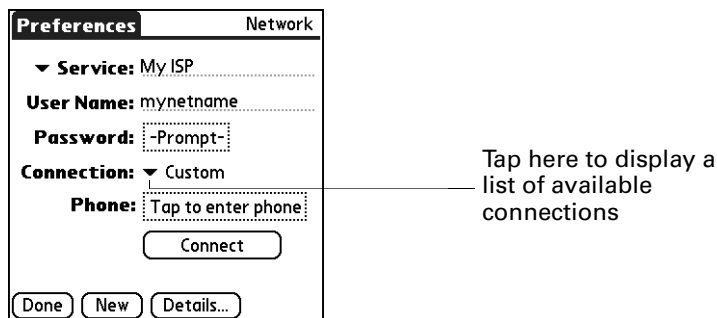 Preferences Network
Service: My ISP
User Name: mynetname
Password: -Prompt-
Connection: Custom
Phone: Tap to enter phone
Connect
Done New Details...
Tap here to display a
list of available
connections